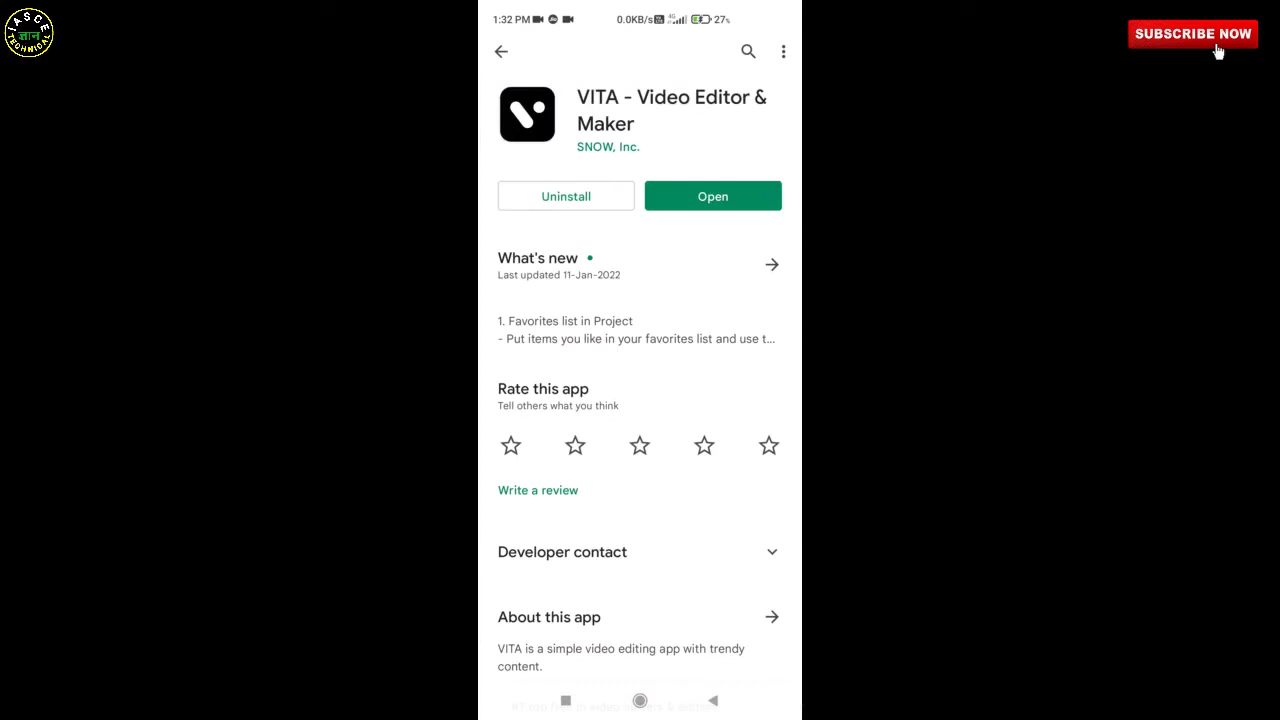 IASCE
ज्ञान
TECHNICAL
SUBSCRIBE NOW
1:32 PM
0.0KB/s 4G 27%
VITA - Video Editor &
Maker
SNOW, Inc.
Uninstall
Open
What's new
Last updated 11-Jan-2022
1. Favorites list in Project
- Put items you like in your favorites list and use t...
Rate this app
Tell others what you think
Write a review
Developer contact
About this app
VITA is a simple video editing app with trendy
content.